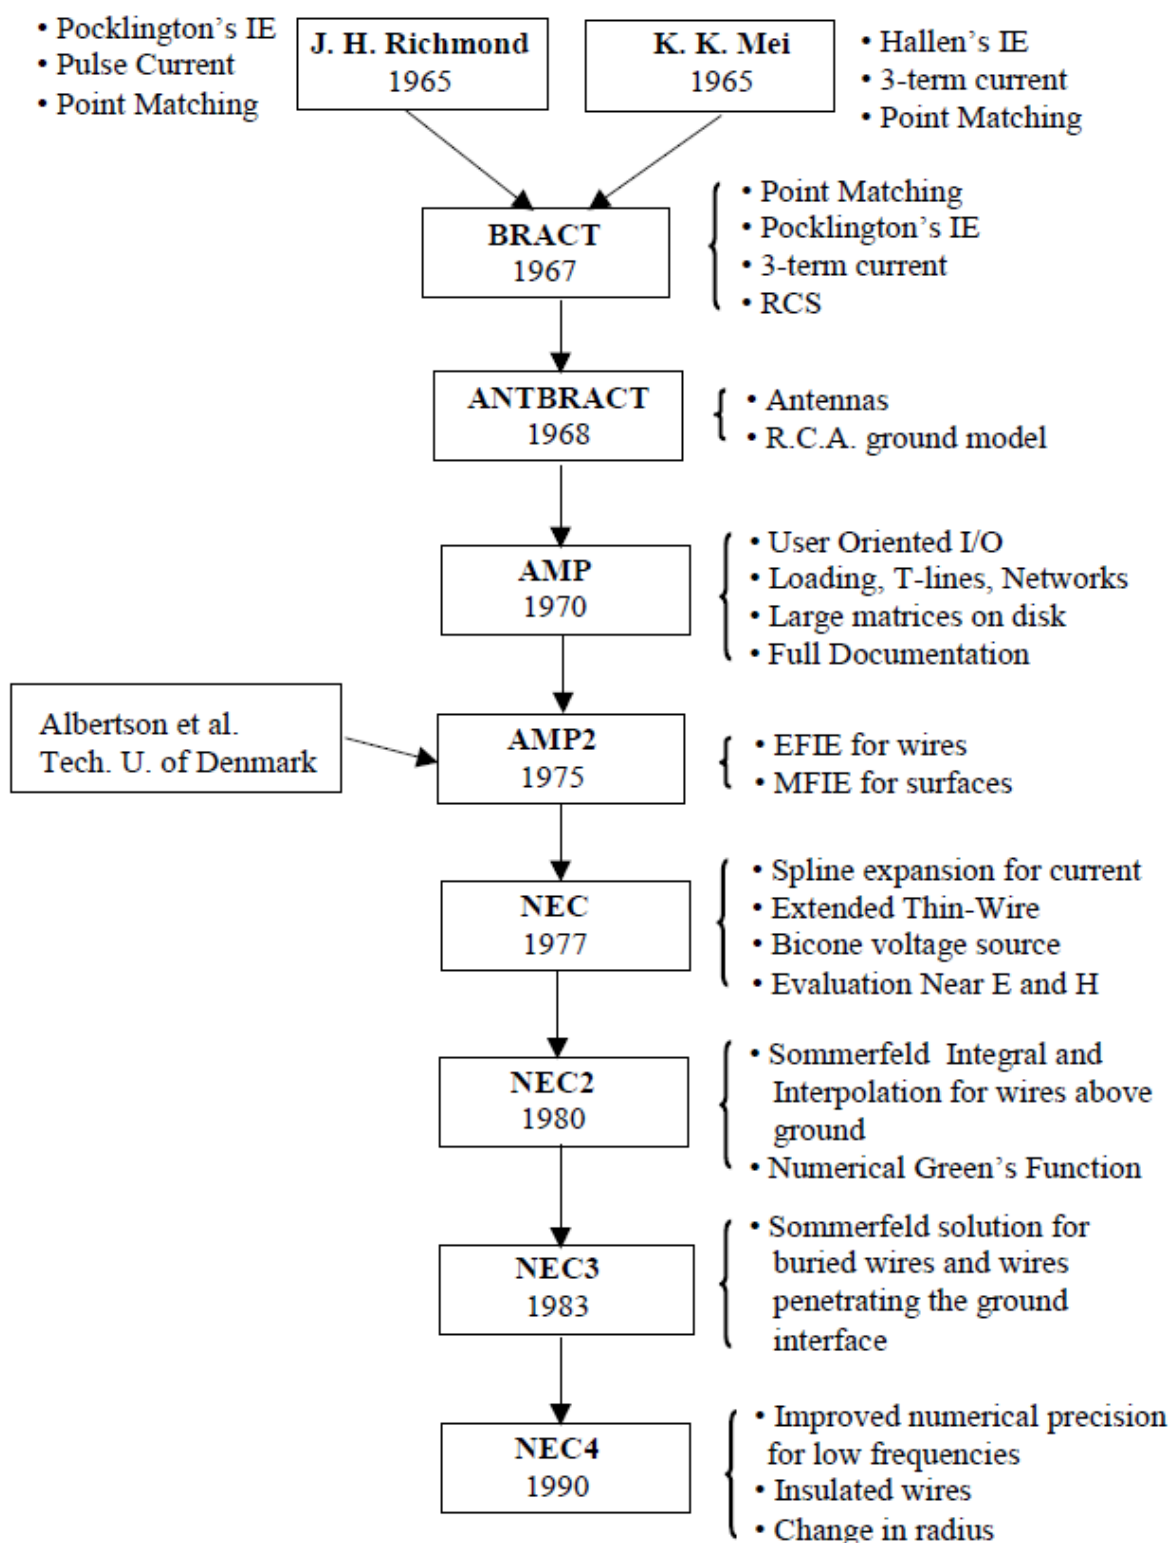 • Pocklington's IE
• Pulse Current
• Point Matching
J. H. Richmond
1965
K. K. Mei
1965
• Hallen's IE
• 3-term current
• Point Matching
BRACT
1967
• Point Matching
• Pocklington's IE
• 3-term current
• RCS
ANTBRACT
1968
• Antennas
• R.C.A. ground model
AMP
1970
• User Oriented I/O
• Loading, T-lines, Networks
• Large matrices on disk
• Full Documentation
Albertson et al.
Tech. U. of Denmark
AMP2
1975
• EFIE for wires
• MFIE for surfaces
NEC
1977
• Spline expansion for current
• Extended Thin-Wire
• Bicone voltage source
• Evaluation Near E and H
NEC2
1980
• Sommerfeld Integral and
Interpolation for wires above
ground
• Numerical Green's Function
NEC3
1983
• Sommerfeld solution for
buried wires and wires
penetrating the ground
interface
NEC4
1990
• Improved numerical precision
for low frequencies
• Insulated wires
• Change in radius